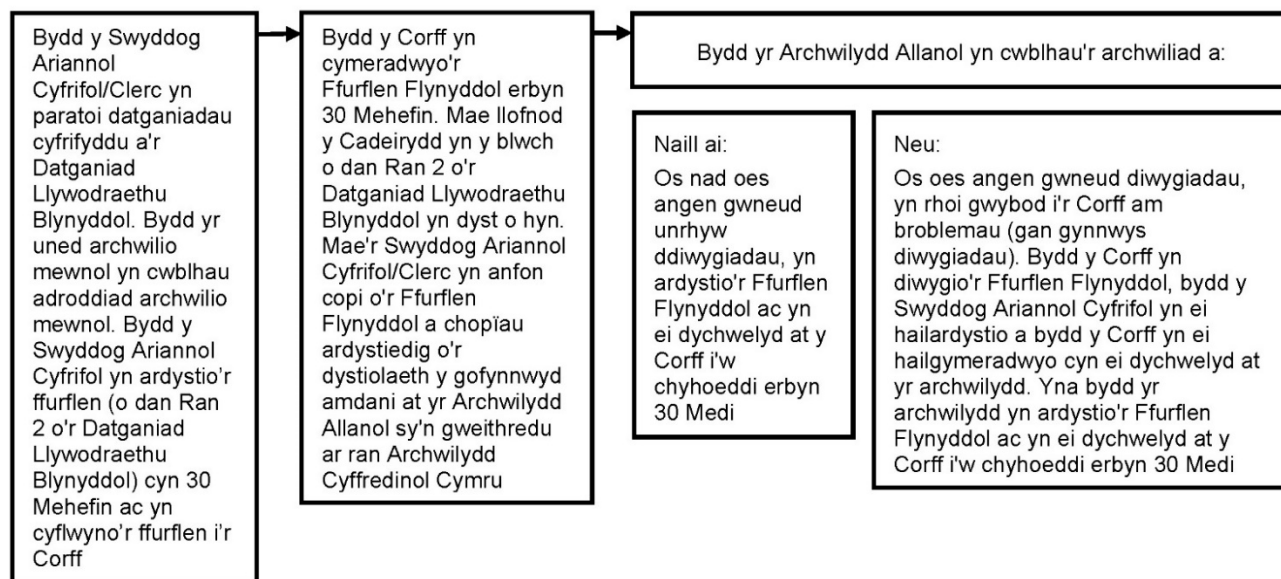 Bydd y Swyddog
Ariannol
Cyfrifol/Clerc yn
paratoi datganiadau
cyfrifyddu a'r
Datganiad
Llywodraethu
Blynyddol. Bydd yr
uned archwilio
mewnol yn cwblhau
adroddiad archwilio
mewnol. Bydd y
Swyddog Ariannol
Cyfrifol yn ardystio’r
ffurflen (o dan Ran
2 o'r Datganiad
Llywodraethu
Blynyddol) cyn 30
Mehefin ac yn
cyflwyno’r ffurflen i’r
Corff
Bydd y Corff yn
cymeradwyo'r
Ffurflen Flynyddol erbyn
30 Mehefin. Mae llofnod
y Cadeirydd yn y blwch
o dan Ran 2 o'r
Datganiad Llywodraethu
Blynyddol yn dyst o hyn.
Mae'r Swyddog Ariannol
Cyfrifol/Clerc yn anfon
copi o'r Ffurflen
Flynyddol a chopïau
ardystiedig o'r
dystiolaeth y gofynnwyd
amdani at yr Archwilydd
Allanol sy'n gweithredu
ar ran Archwilydd
Cyffredinol Cymru
Bydd yr Archwilydd Allanol yn cwblhau'r archwiliad a:
Naill ai:
Os nad oes
angen gwneud
unrhyw
ddiwygiadau, yn
ardystio'r Ffurflen
Flynyddol ac yn
ei dychwelyd at y
Corff i'w
chyhoeddi erbyn
30 Medi
Neu:
Os oes angen gwneud diwygiadau,
yn rhoi gwybod i'r Corff am
broblemau (gan gynnwys
diwygiadau). Bydd y Corff yn
diwygio'r Ffurflen Flynyddol, bydd y
Swyddog Ariannol Cyfrifol yn ei
hailardystio a bydd y Corff yn ei
hailgymeradwyo cyn ei dychwelyd at
yr archwilydd. Yna bydd yr
archwilydd yn ardystio'r Ffurflen
Flynyddol ac yn ei dychwelyd at y
Corff i'w chyhoeddi erbyn 30 Medi